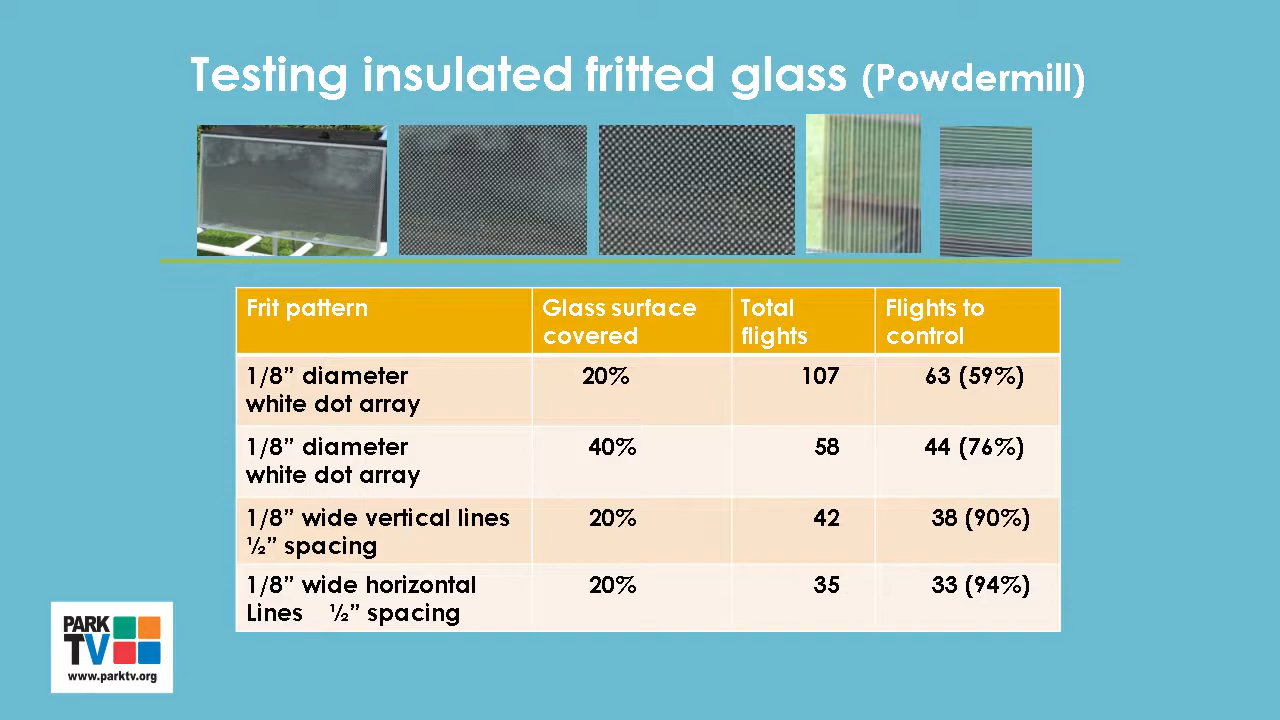 Testing insulated fritted glass (Powdermill)
Frit pattern
Glass surface
covered
Total
flights
Flights to
control
1/8” diameter
white dot array
20%
107
63 (59%)
1/8” diameter
white dot array
40%
58
44 (76%)
1/8” wide vertical lines
½” spacing
20%
42
38 (90%)
1/8” wide horizontal
Lines ½” spacing
20%
35
33 (94%)
PARK
TV
www.parktv.org